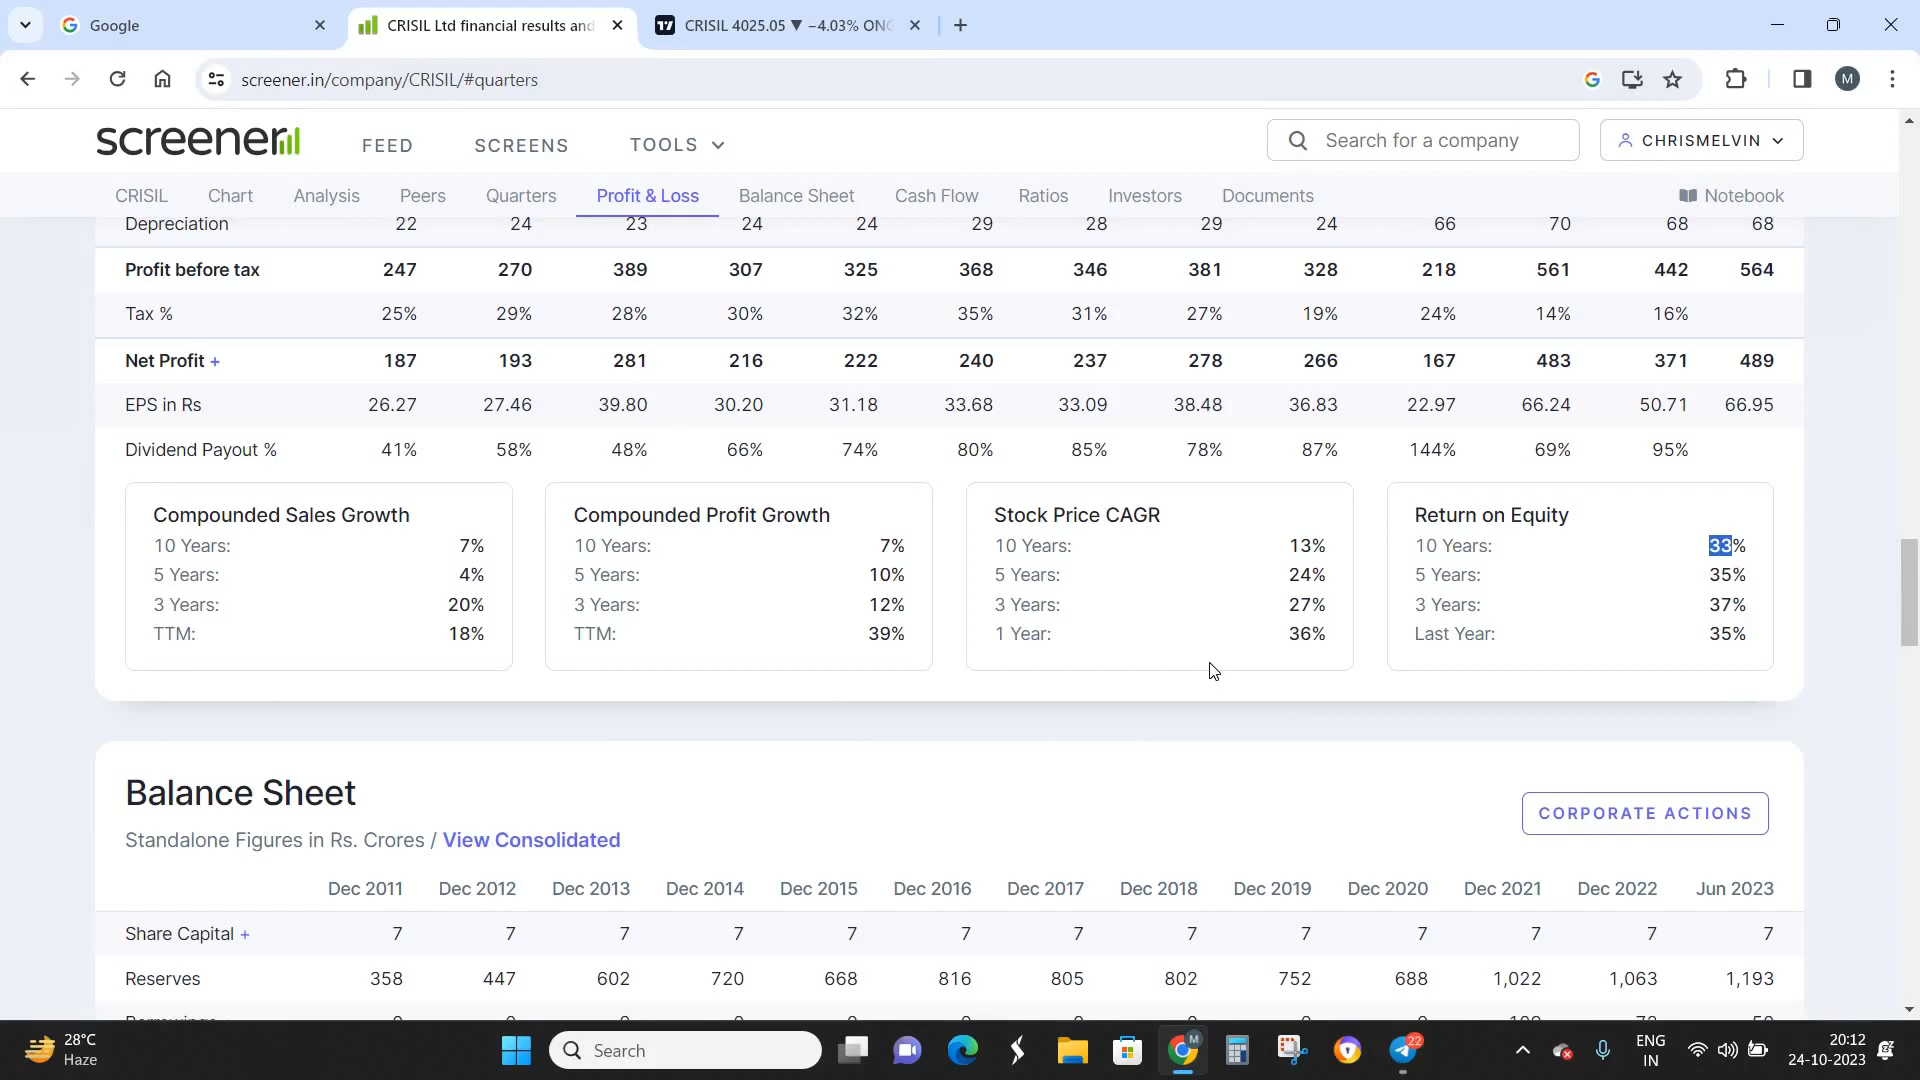 Google
CRISIL Ltd financial results and
CRISIL 4025.05 ▼ −4.03% ONG
screener.in/company/CRISIL/#quarters
M
screener
FEED
SCREENS
TOOLS
Search for a company
CHRISMELVIN
CRISIL Chart Analysis Peers Quarters Profit & Loss Balance Sheet Cash Flow Ratios Investors Documents Notebook
Depreciation 22 24 23 24 24 29 28 29 24 66 70 68 68
Profit before tax 247 270 389 307 325 368 346 381 328 218 561 442 564
Tax % 25% 29% 28% 30% 32% 35% 31% 27% 19% 24% 14% 16%
Net Profit + 187 193 281 216 222 240 237 278 266 167 483 371 489
EPS in Rs 26.27 27.46 39.80 30.20 31.18 33.68 33.09 38.48 36.83 22.97 66.24 50.71 66.95
Dividend Payout % 41% 58% 48% 66% 74% 80% 85% 78% 87% 144% 69% 95%
Compounded Sales Growth
10 Years: 7%
5 Years: 4%
3 Years: 20%
TTM: 18%
Compounded Profit Growth
10 Years: 7%
5 Years: 10%
3 Years: 12%
TTM: 39%
Stock Price CAGR
10 Years: 13%
5 Years: 24%
3 Years: 27%
1 Year: 36%
Return on Equity
10 Years: 33%
5 Years: 35%
3 Years: 37%
Last Year: 35%
Balance Sheet
Standalone Figures in Rs. Crores / View Consolidated
CORPORATE ACTIONS
Dec 2011 Dec 2012 Dec 2013 Dec 2014 Dec 2015 Dec 2016 Dec 2017 Dec 2018 Dec 2019 Dec 2020 Dec 2021 Dec 2022 Jun 2023
Share Capital + 7 7 7 7 7 7 7 7 7 7 7 7 7
Reserves 358 447 602 720 668 816 805 802 752 688 1,022 1,063 1,193
28°C
Haze
Search
M
22
ENG
IN
20:12
24-10-2023